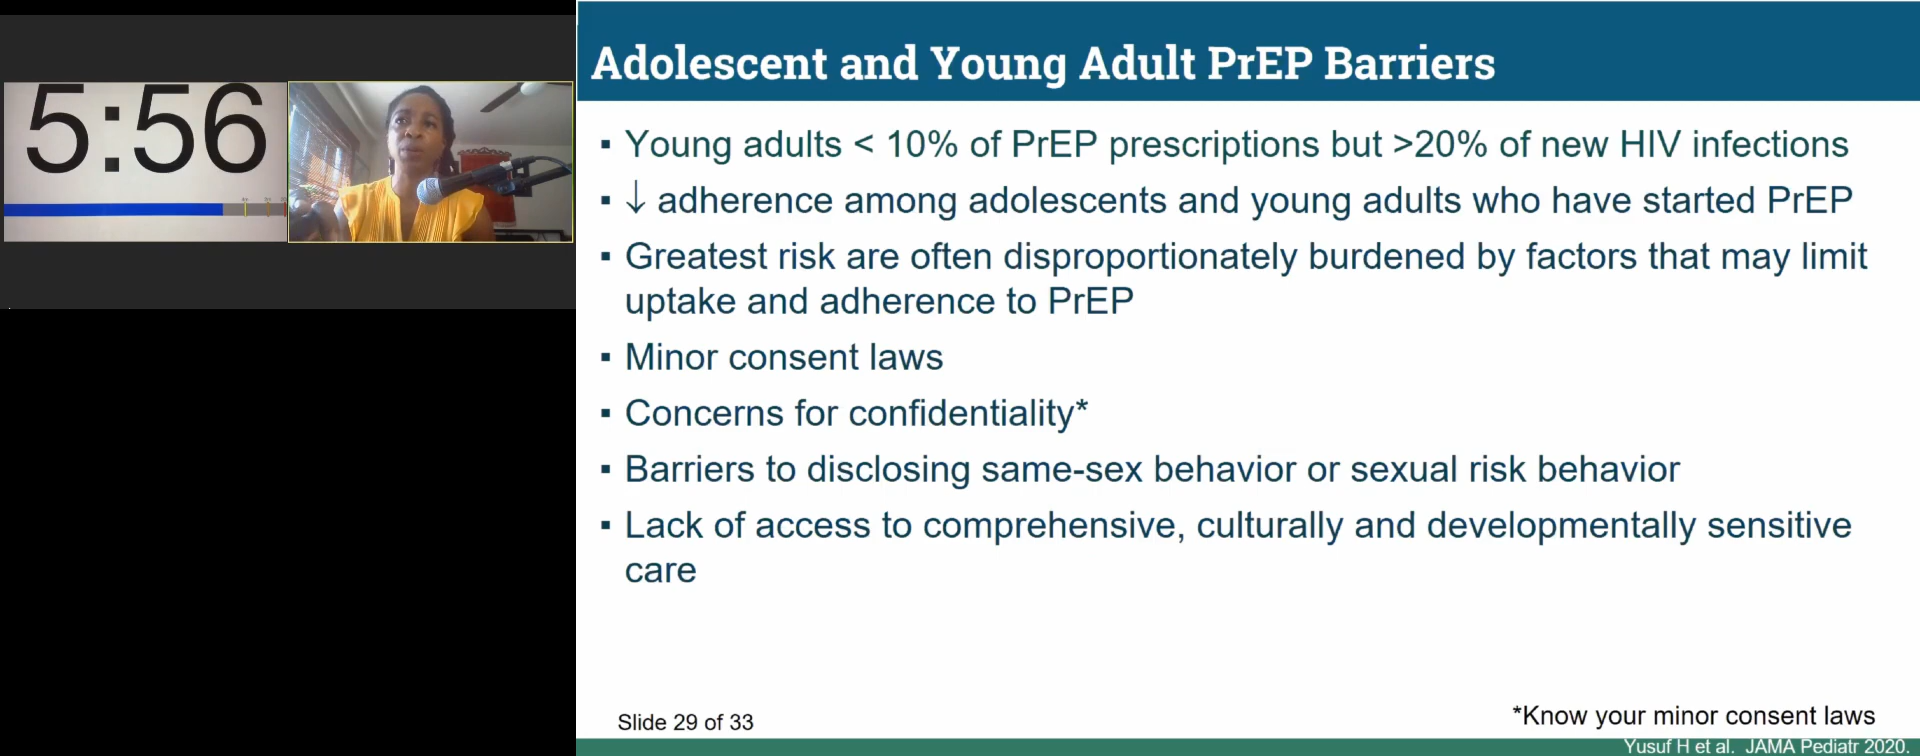 5:56
Adolescent and Young Adult PrEP Barriers
▪ Young adults < 10% of PrEP prescriptions but >20% of new HIV infections
▪ ↓ adherence among adolescents and young adults who have started PrEP
▪ Greatest risk are often disproportionately burdened by factors that may limit
uptake and adherence to PrEP
▪ Minor consent laws
▪ Concerns for confidentiality*
▪ Barriers to disclosing same-sex behavior or sexual risk behavior
▪ Lack of access to comprehensive, culturally and developmentally sensitive
care
Slide 29 of 33
*Know your minor consent laws
Yusuf H et al. JAMA Pediatr 2020.